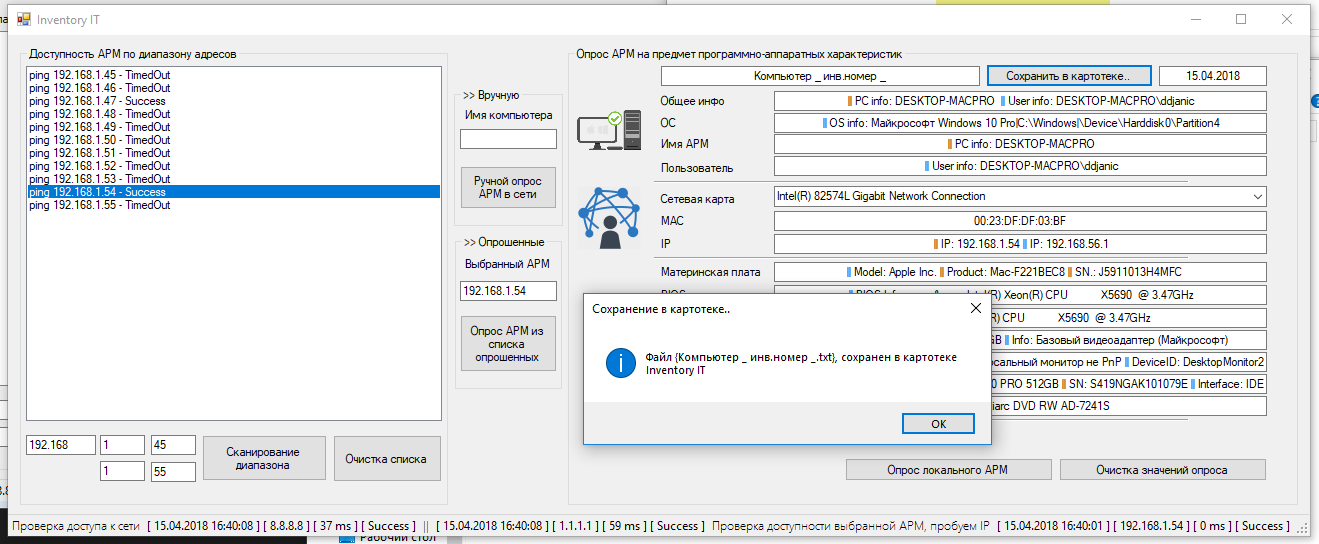 Inventory IT
Доступность АРМ по диапазону адресов
ping 192.168.1.45 - TimedOut
ping 192.168.1.46 - TimedOut
ping 192.168.1.47 - Success
ping 192.168.1.48 - TimedOut
ping 192.168.1.49 - TimedOut
ping 192.168.1.50 - TimedOut
ping 192.168.1.51 - TimedOut
ping 192.168.1.52 - TimedOut
ping 192.168.1.53 - TimedOut
ping 192.168.1.54 - Success
ping 192.168.1.55 - TimedOut
192.168 1 45
1 55
Сканирование
диапазона
Очистка списка
>> Вручную
Имя компьютера
Ручной опрос
АРМ в сети
>> Опрошенные
Выбранный АРМ
192.168.1.54
Опрос АРМ из
списка
опрошенных
Опрос АРМ на предмет программно-аппаратных характеристик
Компьютер _ инв.номер _ Сохранить в картотеке.. 15.04.2018
Общее инфо PC info: DESKTOP-MACPRO User info: DESKTOP-MACPRO\ddjanic
ОС OS info: Майкрософт Windows 10 Pro|C:\Windows|\Device\Harddisk0\Partition4
Имя АРМ PC info: DESKTOP-MACPRO
Пользователь User info: DESKTOP-MACPRO\ddjanic
Сетевая карта Intel(R) 82574L Gigabit Network Connection
MAC 00:23:DF:DF:03:BF
IP IP: 192.168.1.54 IP: 192.168.56.1
Материнская плата Model: Apple Inc. Product: Mac-F221BEC8 SN.: J5911013H4MFC
R) Xeon(R) CPU X5690 @ 3.47GHz
R) CPU X5690 @ 3.47GHz
GB Info: Базовый видеоадаптер (Майкрософт)
монитор не PnP DeviceID: DesktopMonitor2
0 PRO 512GB SN: S419NGAK101079E Interface: IDE
iarc DVD RW AD-7241S
Сохранение в картотеке..
Файл {Компьютер _ инв.номер _.txt}, сохранен в картотеке
Inventory IT
OK
Опрос локального АРМ Очистка значений опроса
Проверка доступа к сети [ 15.04.2018 16:40:08 ] [ 8.8.8.8 ] [ 37 ms ] [ Success ] || [ 15.04.2018 16:40:08 ] [ 1.1.1.1 ] [ 59 ms ] [ Success ] Проверка доступности выбранной АРМ, пробуем IP [ 15.04.2018 16:40:01 ] [ 192.168.1.54 ] [ 0 ms ] [ Success ]
Рабочий стол